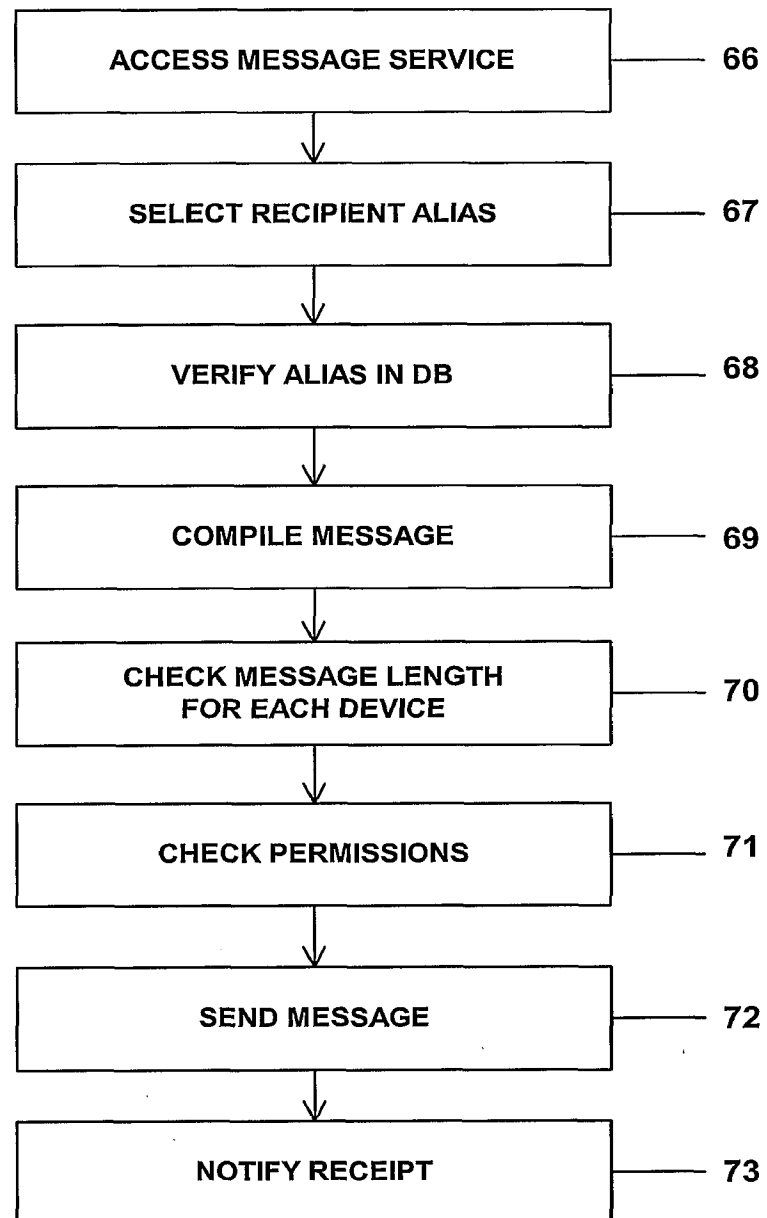 ACCESS MESSAGE SERVICE
66
SELECT RECIPIENT ALIAS
67
VERIFY ALIAS IN DB
68
COMPILE MESSAGE
69
CHECK MESSAGE LENGTH
FOR EACH DEVICE
70
CHECK PERMISSIONS
71
SEND MESSAGE
72
NOTIFY RECEIPT
73